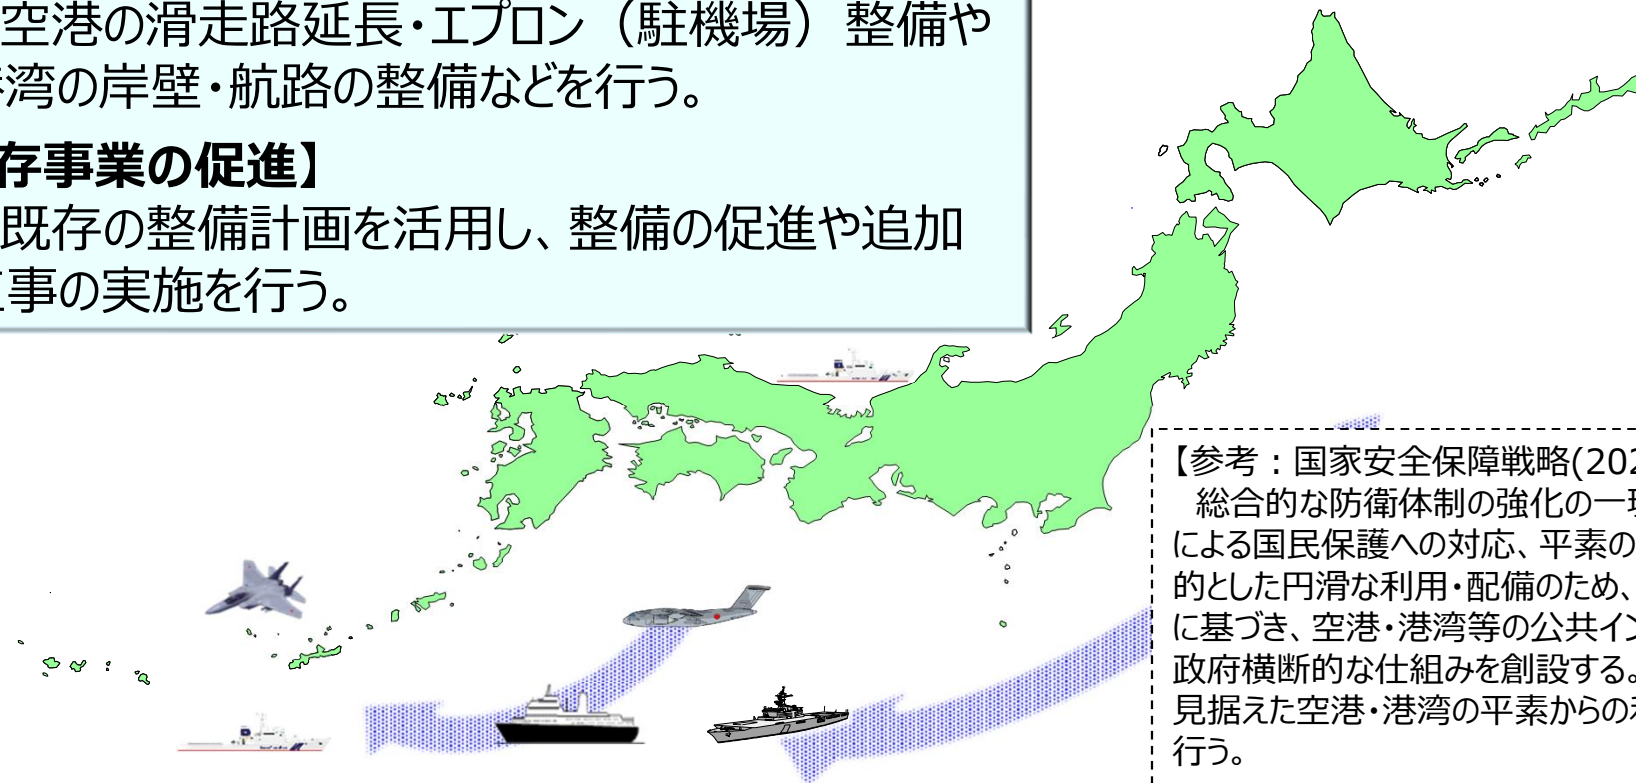 空港の滑走路延長・エプロン（駐機場）整備や
湾の岸壁・航路の整備などを行う。
存事業の促進】
既存の整備計画を活用し、整備の促進や追加
事の実施を行う。
【参考：国家安全保障戦略(202
総合的な防衛体制の強化の一
による国民保護への対応、平素の
的とした円滑な利用・配備のため、
に基づき、空港・港湾等の公共イン
政府横断的な仕組みを創設する。
見据えた空港・港湾の平素からの
行う。